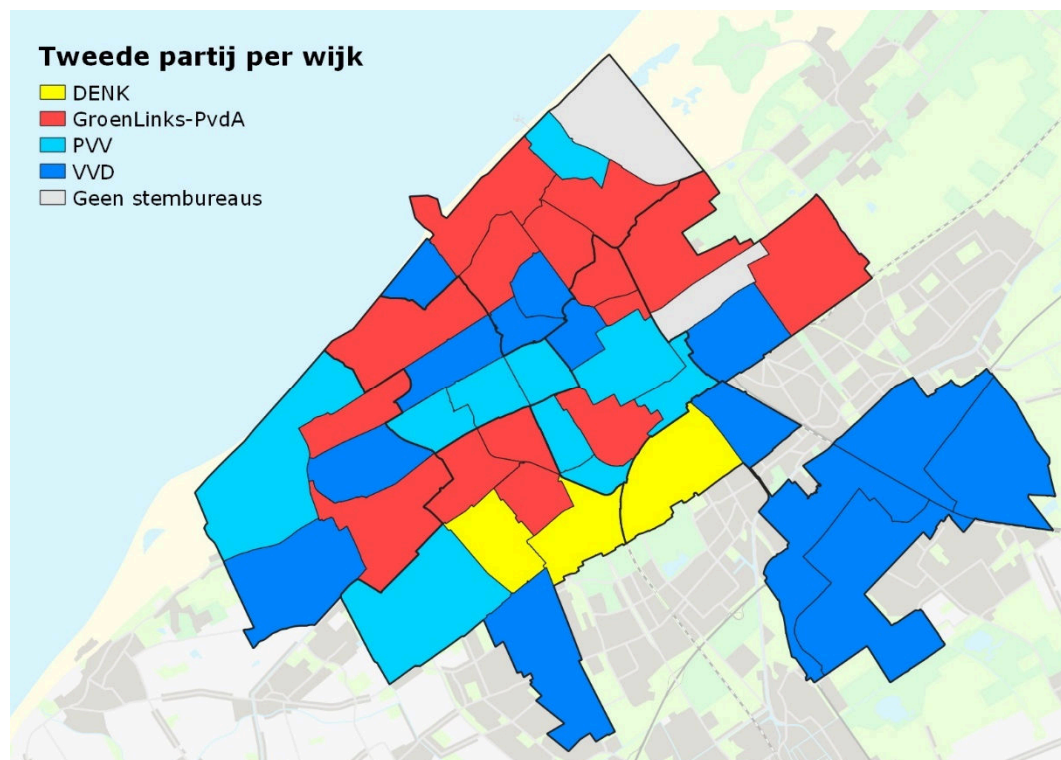 Tweede partij per wijk
DENK
GroenLinks-PvdA
PVV
VVD
Geen stembureaus